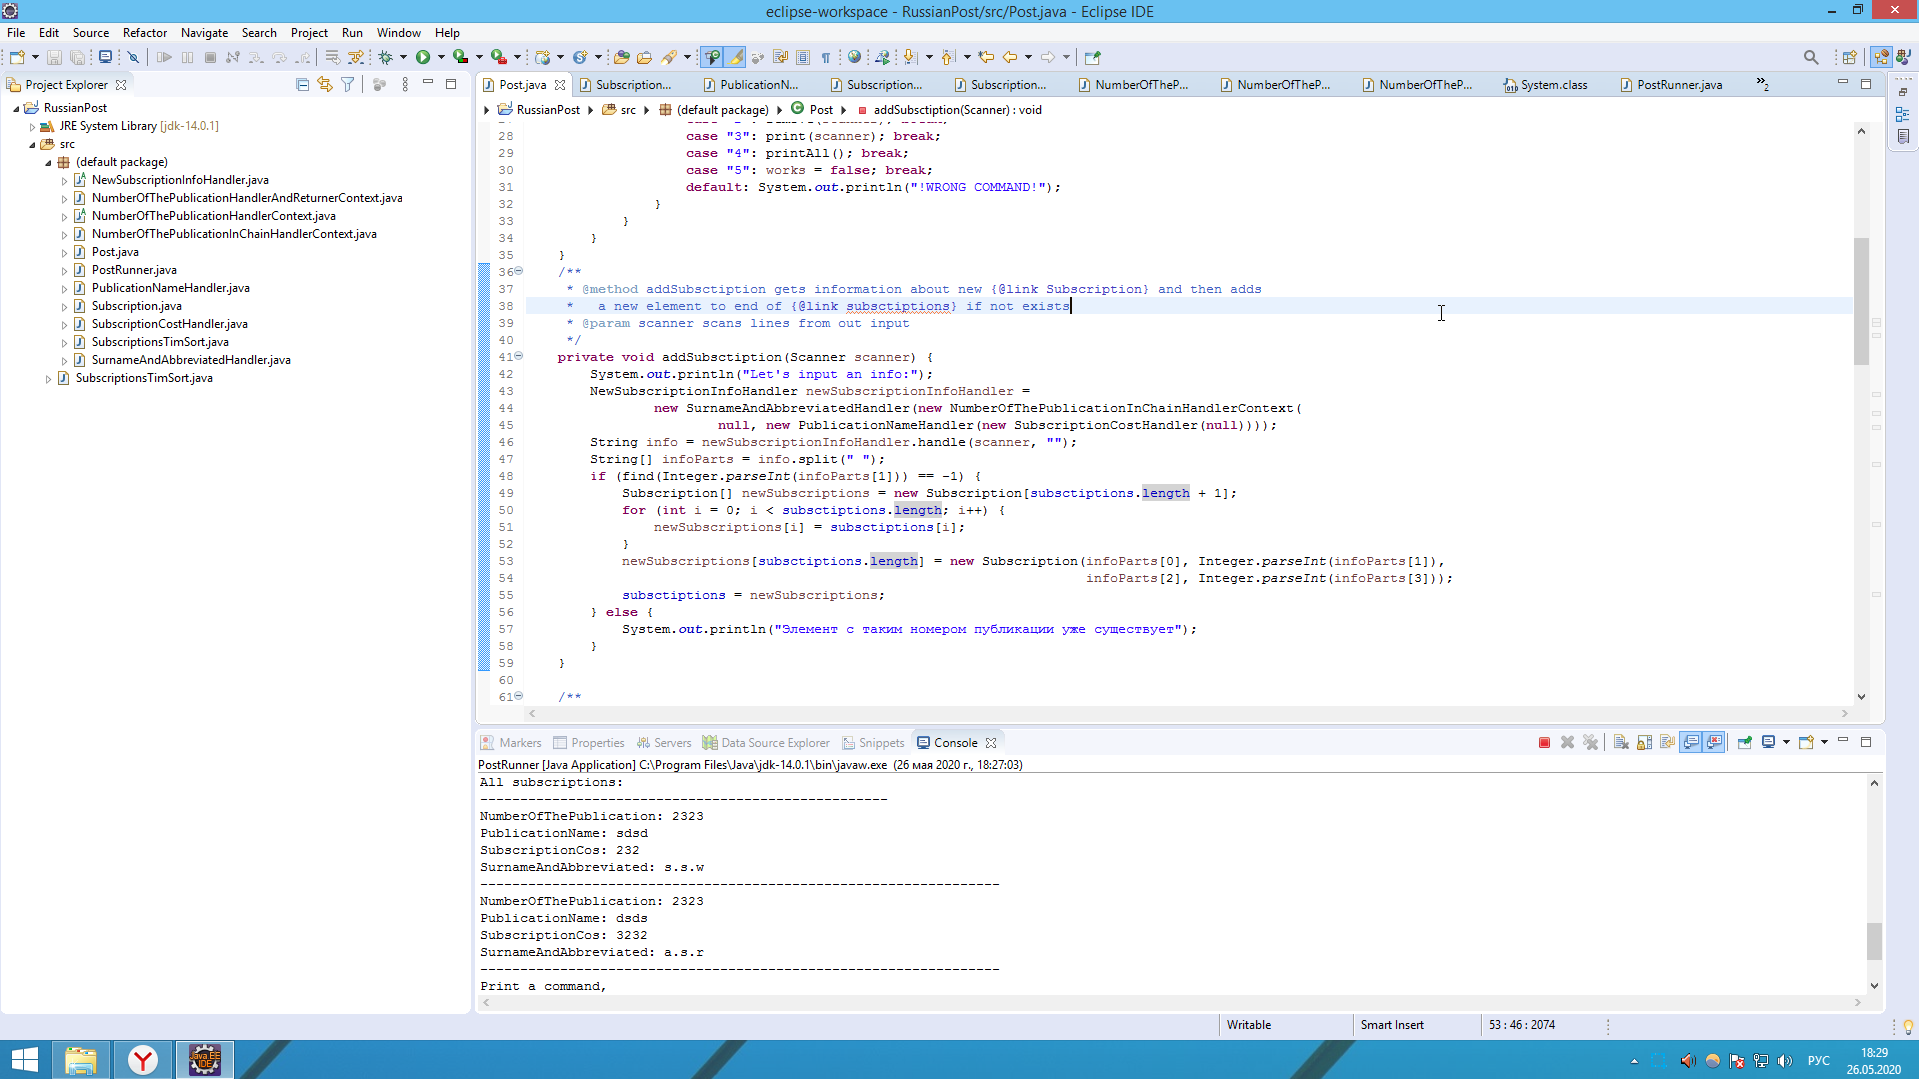 eclipse-workspace - RussianPost/src/Post.java - Eclipse IDE
File Edit Source Refactor Navigate Search Project Run Window Help
Project Explorer
RussianPost
JRE System Library [jdk-14.0.1]
src
(default package)
NewSubscriptionInfoHandler.java
NumberOfThePublicationHandlerAndReturnerContext.java
NumberOfThePublicationHandlerContext.java
NumberOfThePublicationInChainHandlerContext.java
Post.java
PostRunner.java
PublicationNameHandler.java
Subscription.java
SubscriptionCostHandler.java
SubscriptionsTimSort.java
SurnameAndAbbreviatedHandler.java
SubscriptionsTimSort.java
Post.java Subscription... PublicationN... Subscription... Subscription... NumberOfTheP... NumberOfTheP... NumberOfTheP... System.class PostRunner.java »2
RussianPost src (default package) Post addSubsctiption(Scanner) : void
28 case "3": print(scanner); break;
29 case "4": printAll(); break;
30 case "5": works = false; break;
31 default: System.out.println("!WRONG COMMAND!");
32 }
33 }
34 }
35 }
36 /**
37 * @method addSubsctiption gets information about new {@link Subscription} and then adds
38 * a new element to end of {@link subsctiptions} if not exists
39 * @param scanner scans lines from out input
40 */
41 private void addSubsctiption(Scanner scanner) {
42 System.out.println("Let's input an info:");
43 NewSubscriptionInfoHandler newSubscriptionInfoHandler =
44 new SurnameAndAbbreviatedHandler(new NumberOfThePublicationInChainHandlerContext(
45 null, new PublicationNameHandler(new SubscriptionCostHandler(null))));
46 String info = newSubscriptionInfoHandler.handle(scanner, "");
47 String[] infoParts = info.split(" ");
48 if (find(Integer.parseInt(infoParts[1])) == -1) {
49 Subscription[] newSubscriptions = new Subscription[subsctiptions.length + 1];
50 for (int i = 0; i < subsctiptions.length; i++) {
51 newSubscriptions[i] = subsctiptions[i];
52 }
53 newSubscriptions[subsctiptions.length] = new Subscription(infoParts[0], Integer.parseInt(infoParts[1]),
54 infoParts[2], Integer.parseInt(infoParts[3]));
55 subsctiptions = newSubscriptions;
56 } else {
57 System.out.println("Элемент с таким номером публикации уже существует");
58 }
59 }
60
61 /**
Markers Properties Servers Data Source Explorer Snippets Console
PostRunner [Java Application] C:\Program Files\Java\jdk-14.0.1\bin\javaw.exe (26 мая 2020 г., 18:27:03)
All subscriptions:
---------------------------------------------------
NumberOfThePublication: 2323
PublicationName: sdsd
SubscriptionCos: 232
SurnameAndAbbreviated: s.s.w
-----------------------------------------------------------------
NumberOfThePublication: 2323
PublicationName: dsds
SubscriptionCos: 3232
SurnameAndAbbreviated: a.s.r
-----------------------------------------------------------------
Print a command,
Writable Smart Insert 53 : 46 : 2074
Java EE IDE
РУС
18:29
26.05.2020